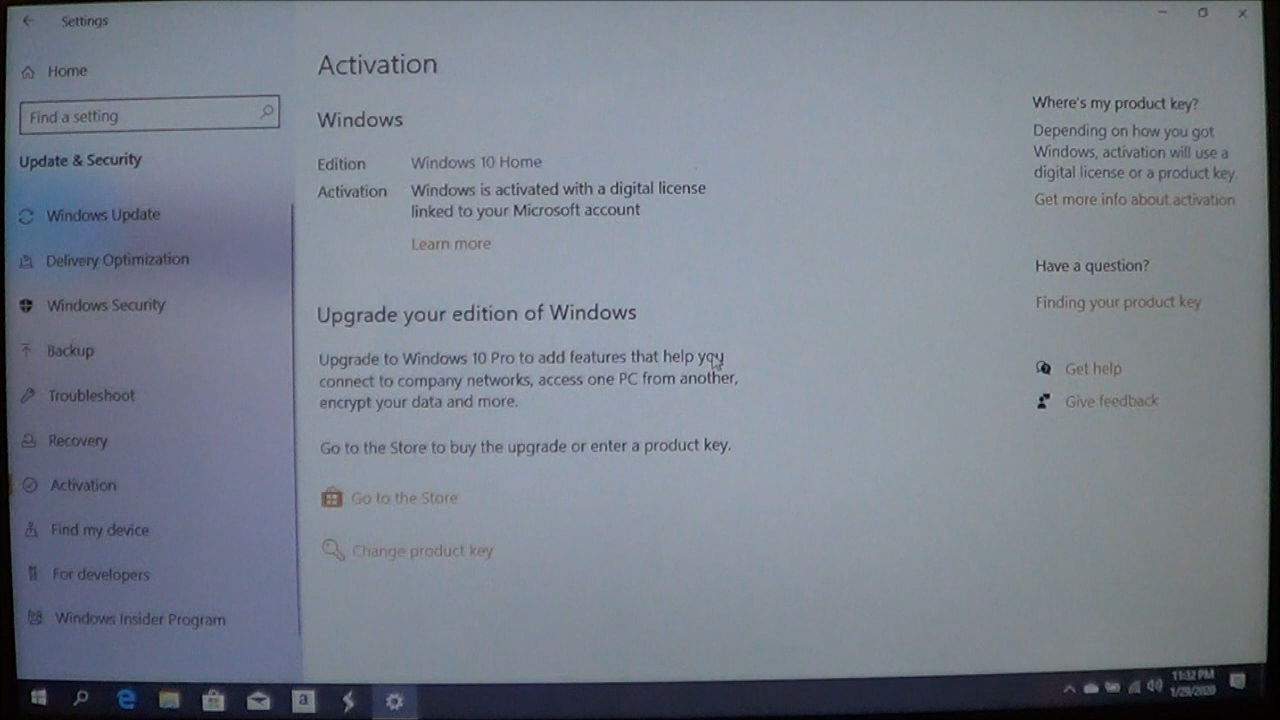 Settings
Home
Find a setting
Update & Security
Windows Update
Delivery Optimization
Windows Security
Backup
Troubleshoot
Recovery
Activation
Find my device
For developers
Windows Insider Program
Activation
Windows
Edition Windows 10 Home
Activation Windows is activated with a digital license
linked to your Microsoft account
Learn more
Upgrade your edition of Windows
Upgrade to Windows 10 Pro to add features that help you
connect to company networks, access one PC from another,
encrypt your data and more.
Go to the Store to buy the upgrade or enter a product key.
Go to the Store
Change product key
Where's my product key?
Depending on how you got
Windows, activation will use a
digital license or a product key.
Get more info about activation
Have a question?
Finding your product key
Get help
Give feedback
a
11:32 PM
1/29/2020